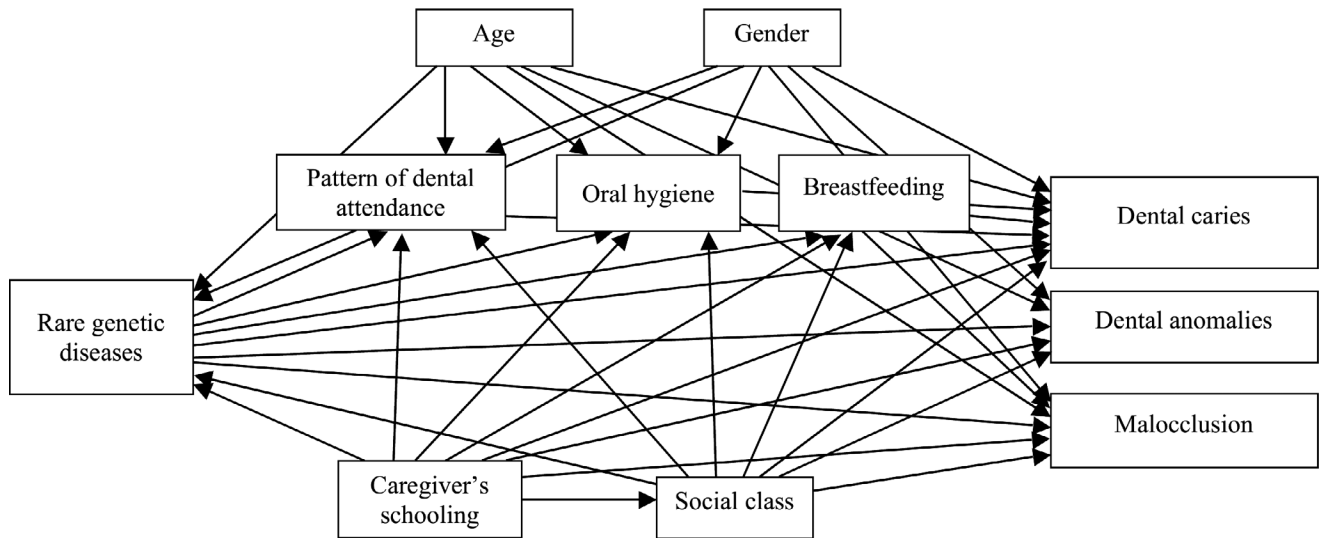 Age
Gender
Pattern of dental
attendance
Oral hygiene
Breastfeeding
Dental caries
Rare genetic
diseases
Dental anomalies
Malocclusion
Caregiver’s
schooling
Social class